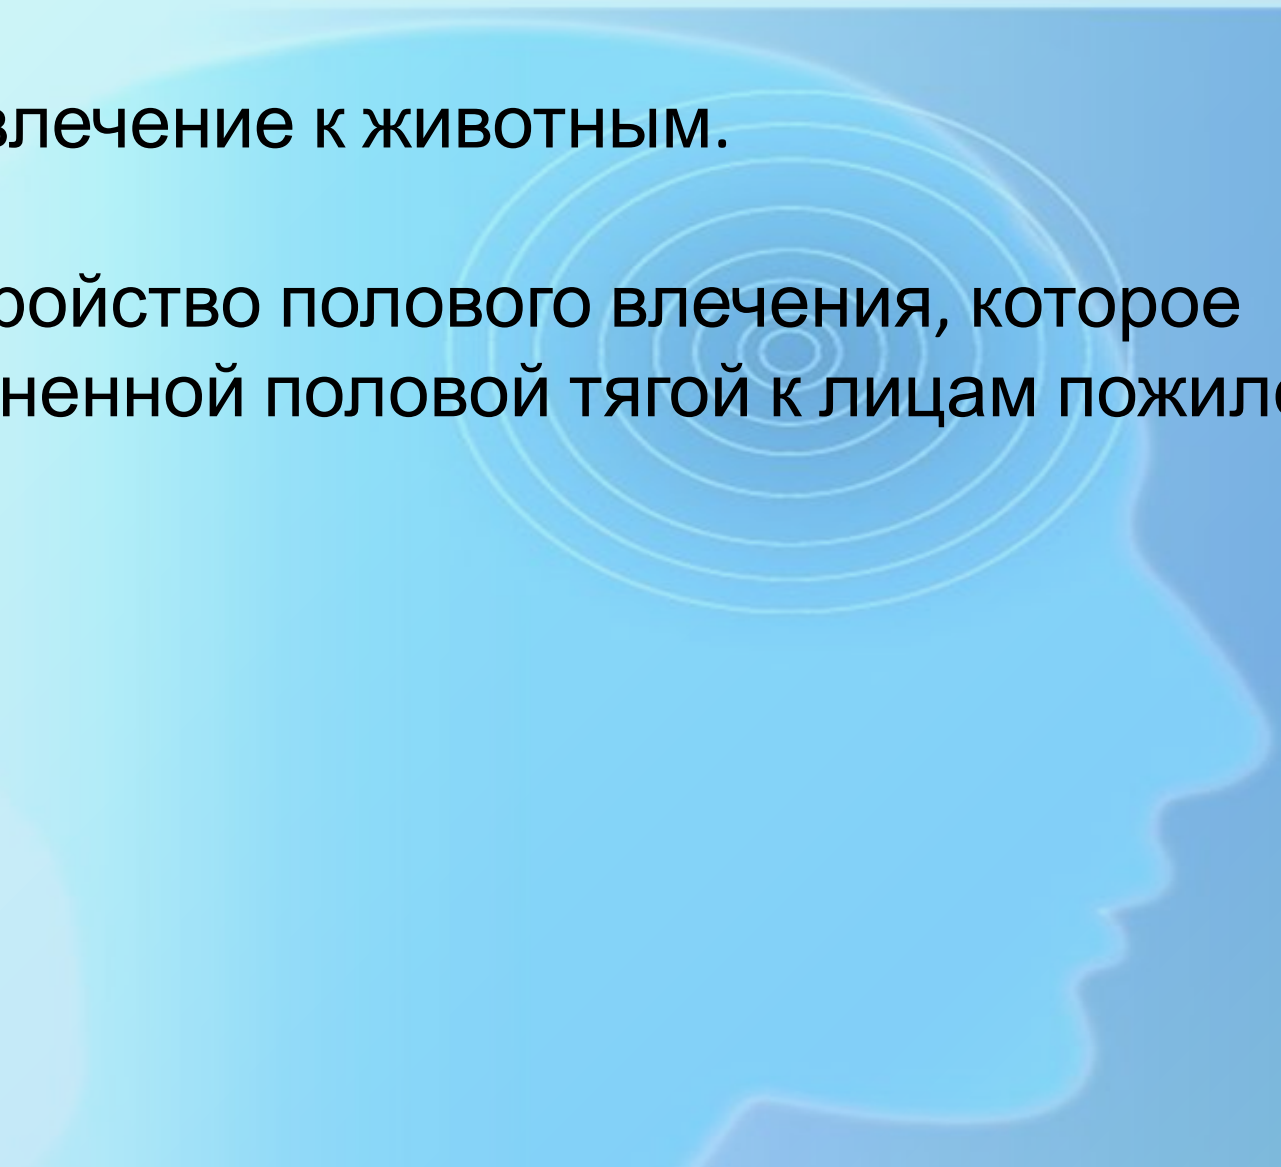 влечение к животным.
ройство полового влечения, которое
ненной половой тягой к лицам пожил